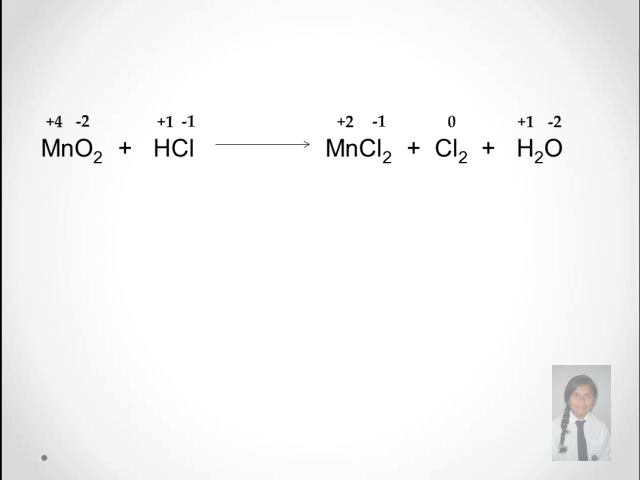 +4 -2 +1 -1 +2 -1 0 +1 -2
MnO₂ + HCl ⟶ MnCl₂ + Cl₂ + H₂O